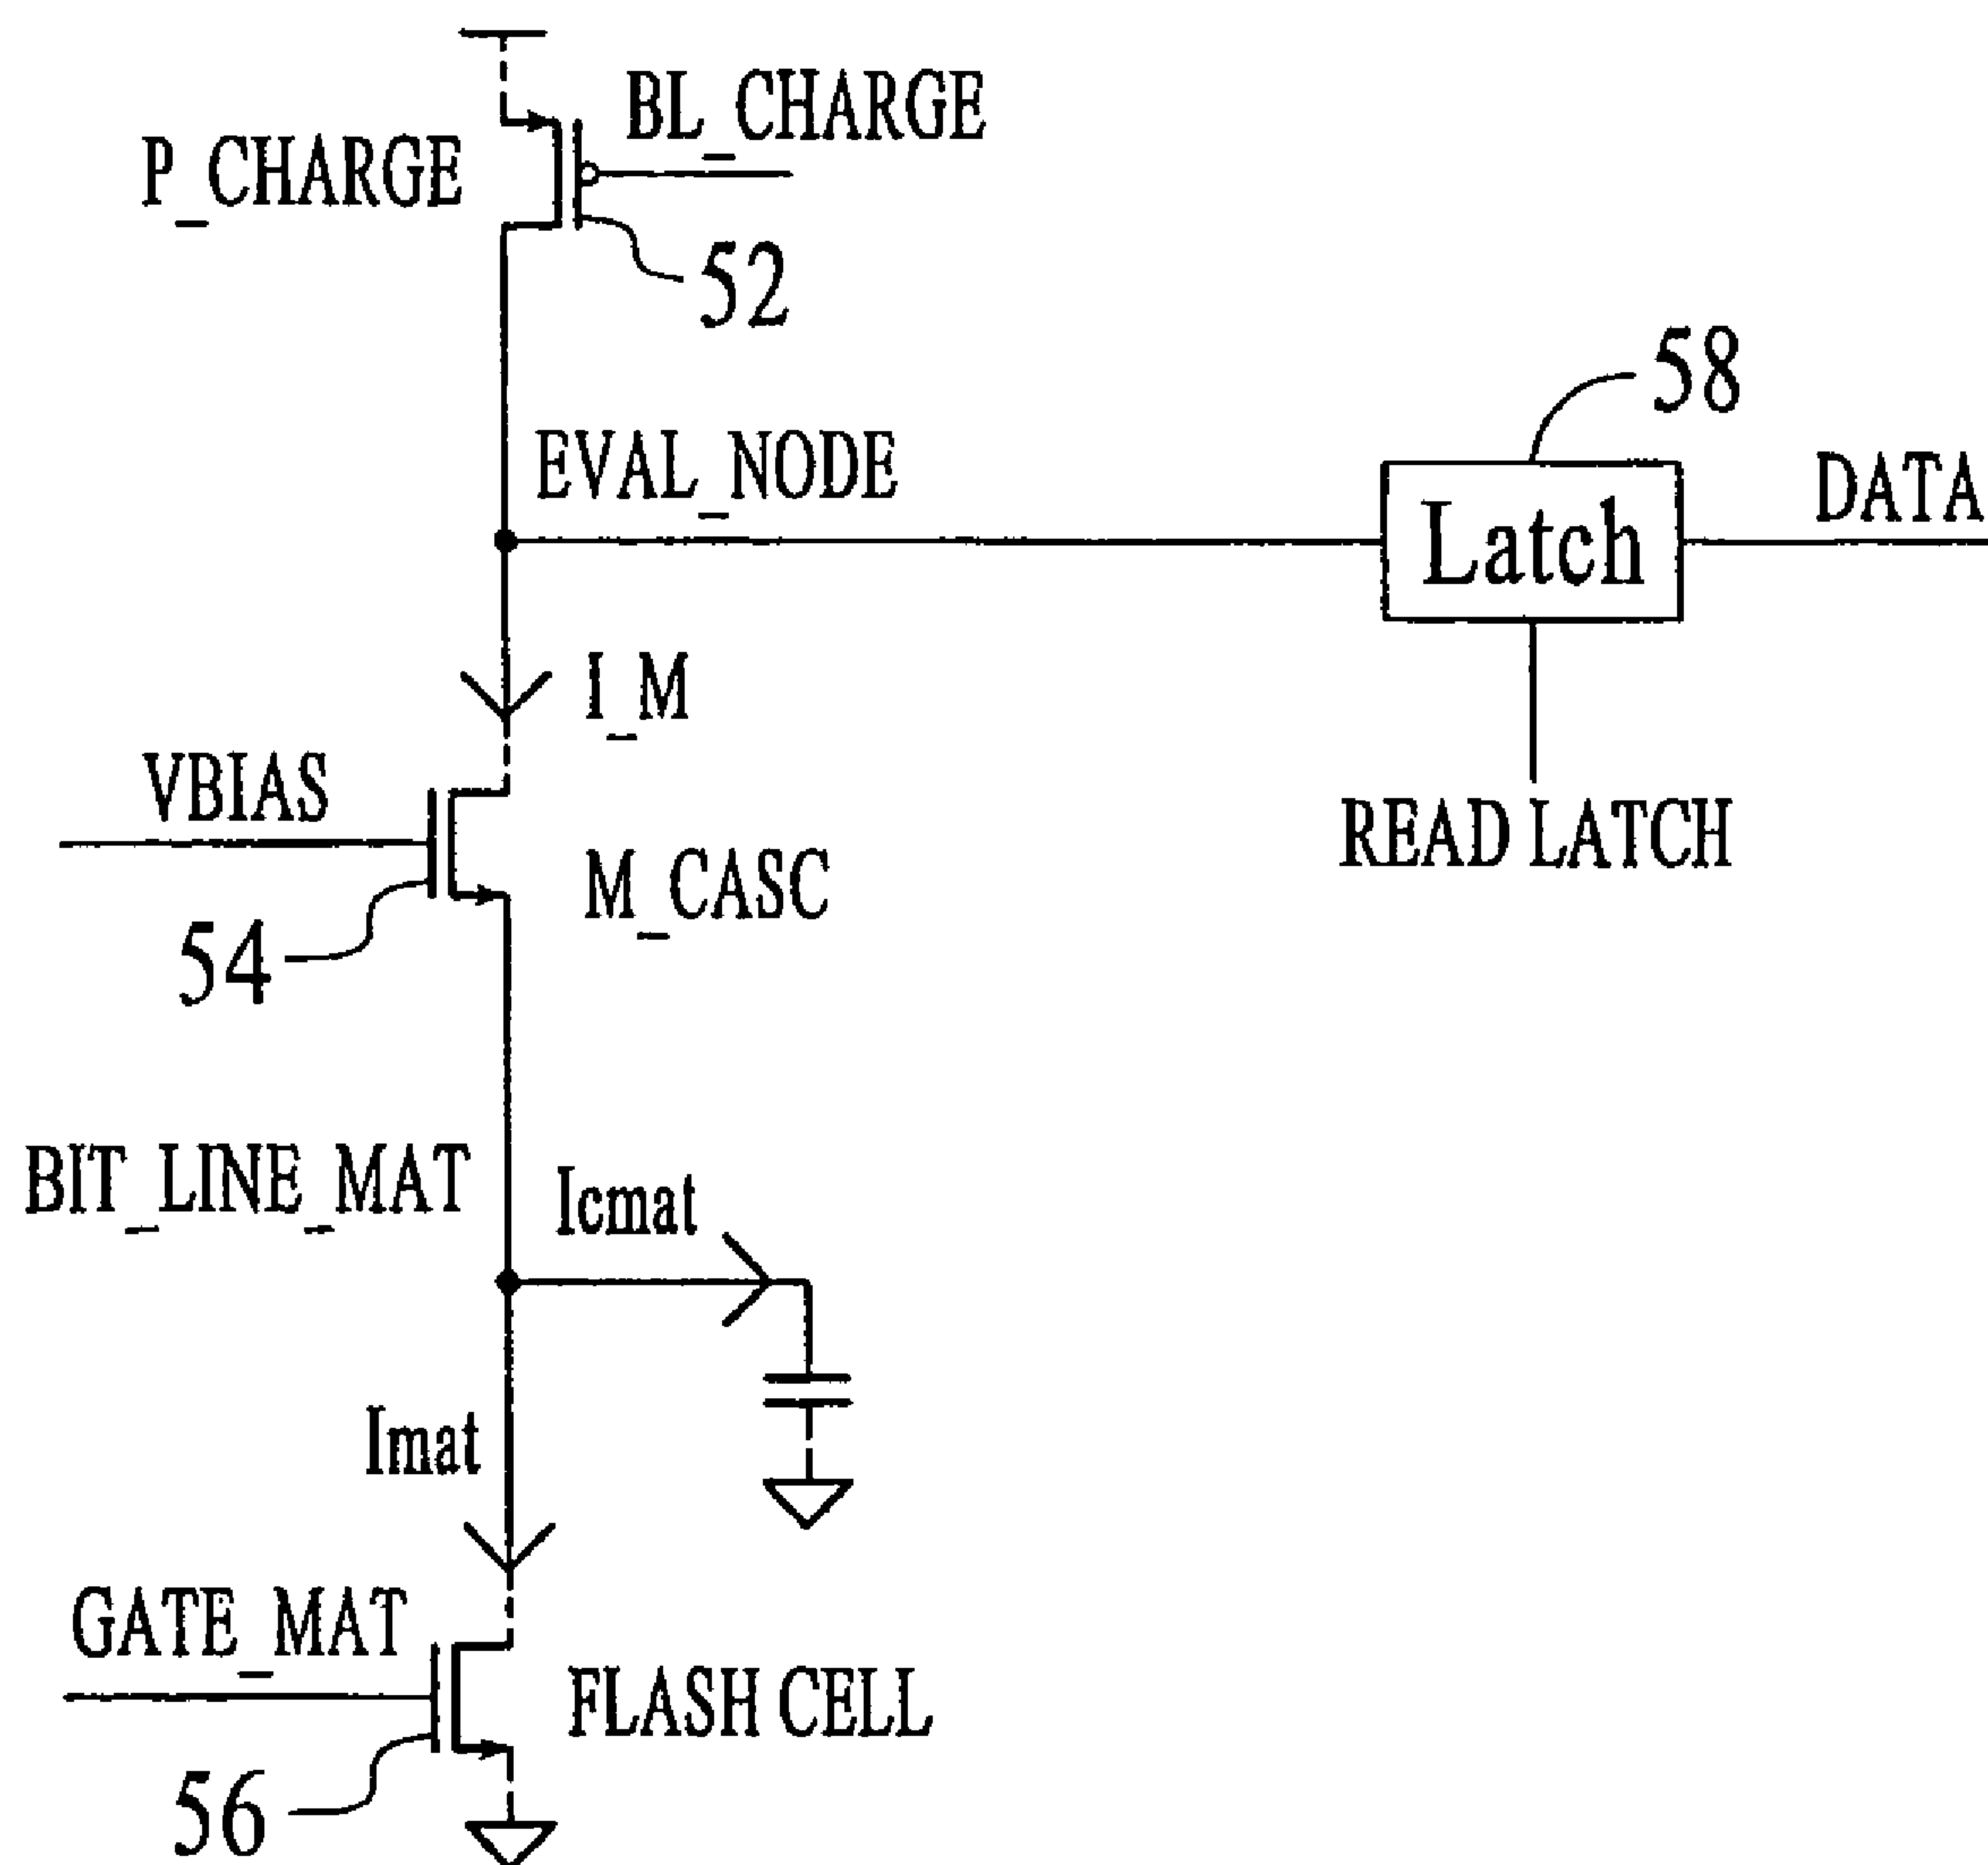 BL_CHARGE
P_CHARGE
52
58
EVAL_NODE
Latch
DATA
I_M
VBIAS
READ LATCH
M_CASC
54
BIT_LINE_MAT
Icmat
Imat
GATE_MAT
FLASH CELL
56